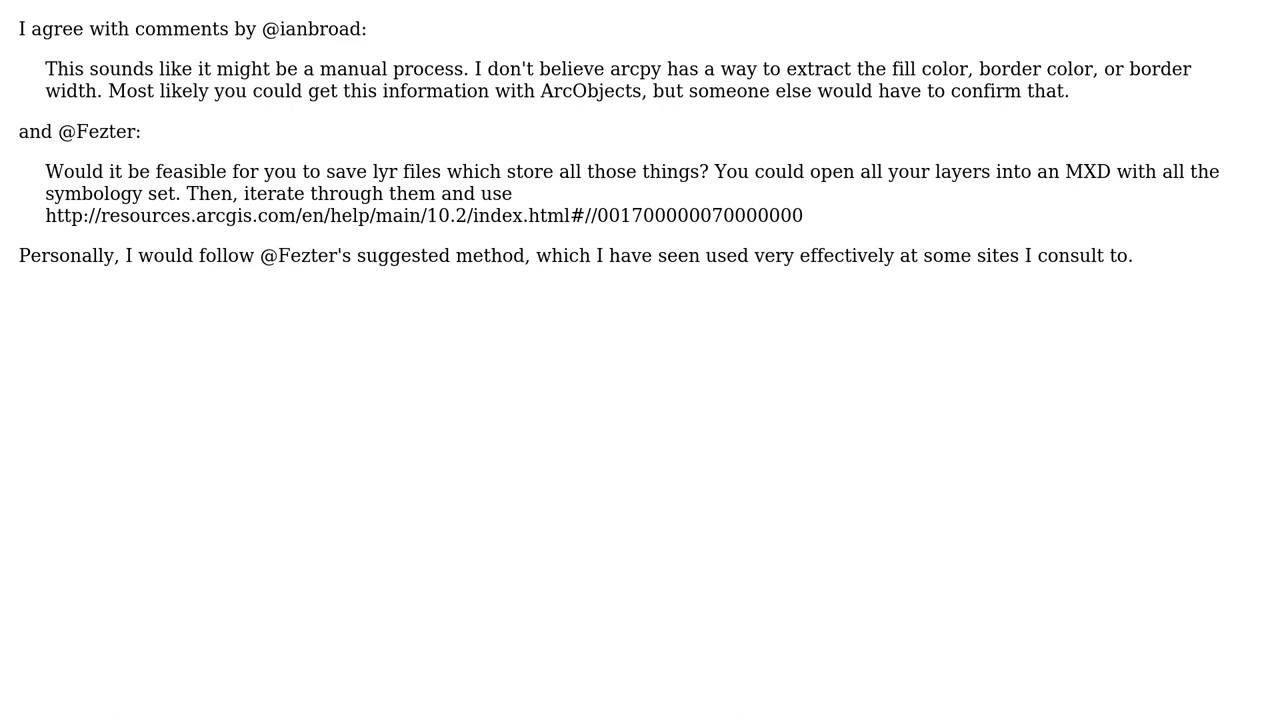 I agree with comments by @ianbroad:
This sounds like it might be a manual process. I don't believe arcpy has a way to extract the fill color, border color, or border
width. Most likely you could get this information with ArcObjects, but someone else would have to confirm that.
and @Fezter:
Would it be feasible for you to save lyr files which store all those things? You could open all your layers into an MXD with all the
symbology set. Then, iterate through them and use
http://resources.arcgis.com/en/help/main/10.2/index.html#//001700000070000000
Personally, I would follow @Fezter's suggested method, which I have seen used very effectively at some sites I consult to.